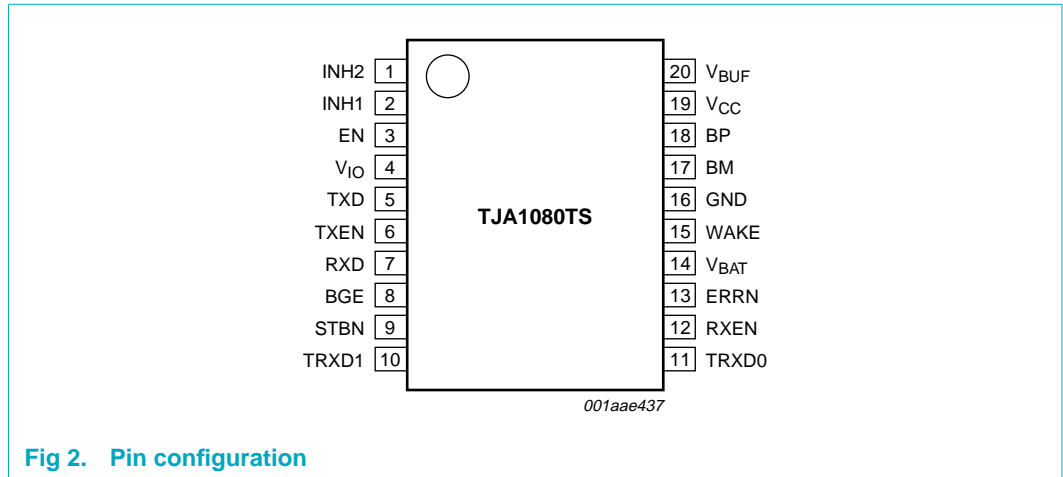 INH2 1
INH1 2
EN 3
VIO 4
TXD 5
TXEN 6
RXD 7
BGE 8
STBN 9
TRXD1 10
TJA1080TS
20 VBUF
19 VCC
18 BP
17 BM
16 GND
15 WAKE
14 VBAT
13 ERRN
12 RXEN
11 TRXD0
001aae437
Fig 2. Pin configuration